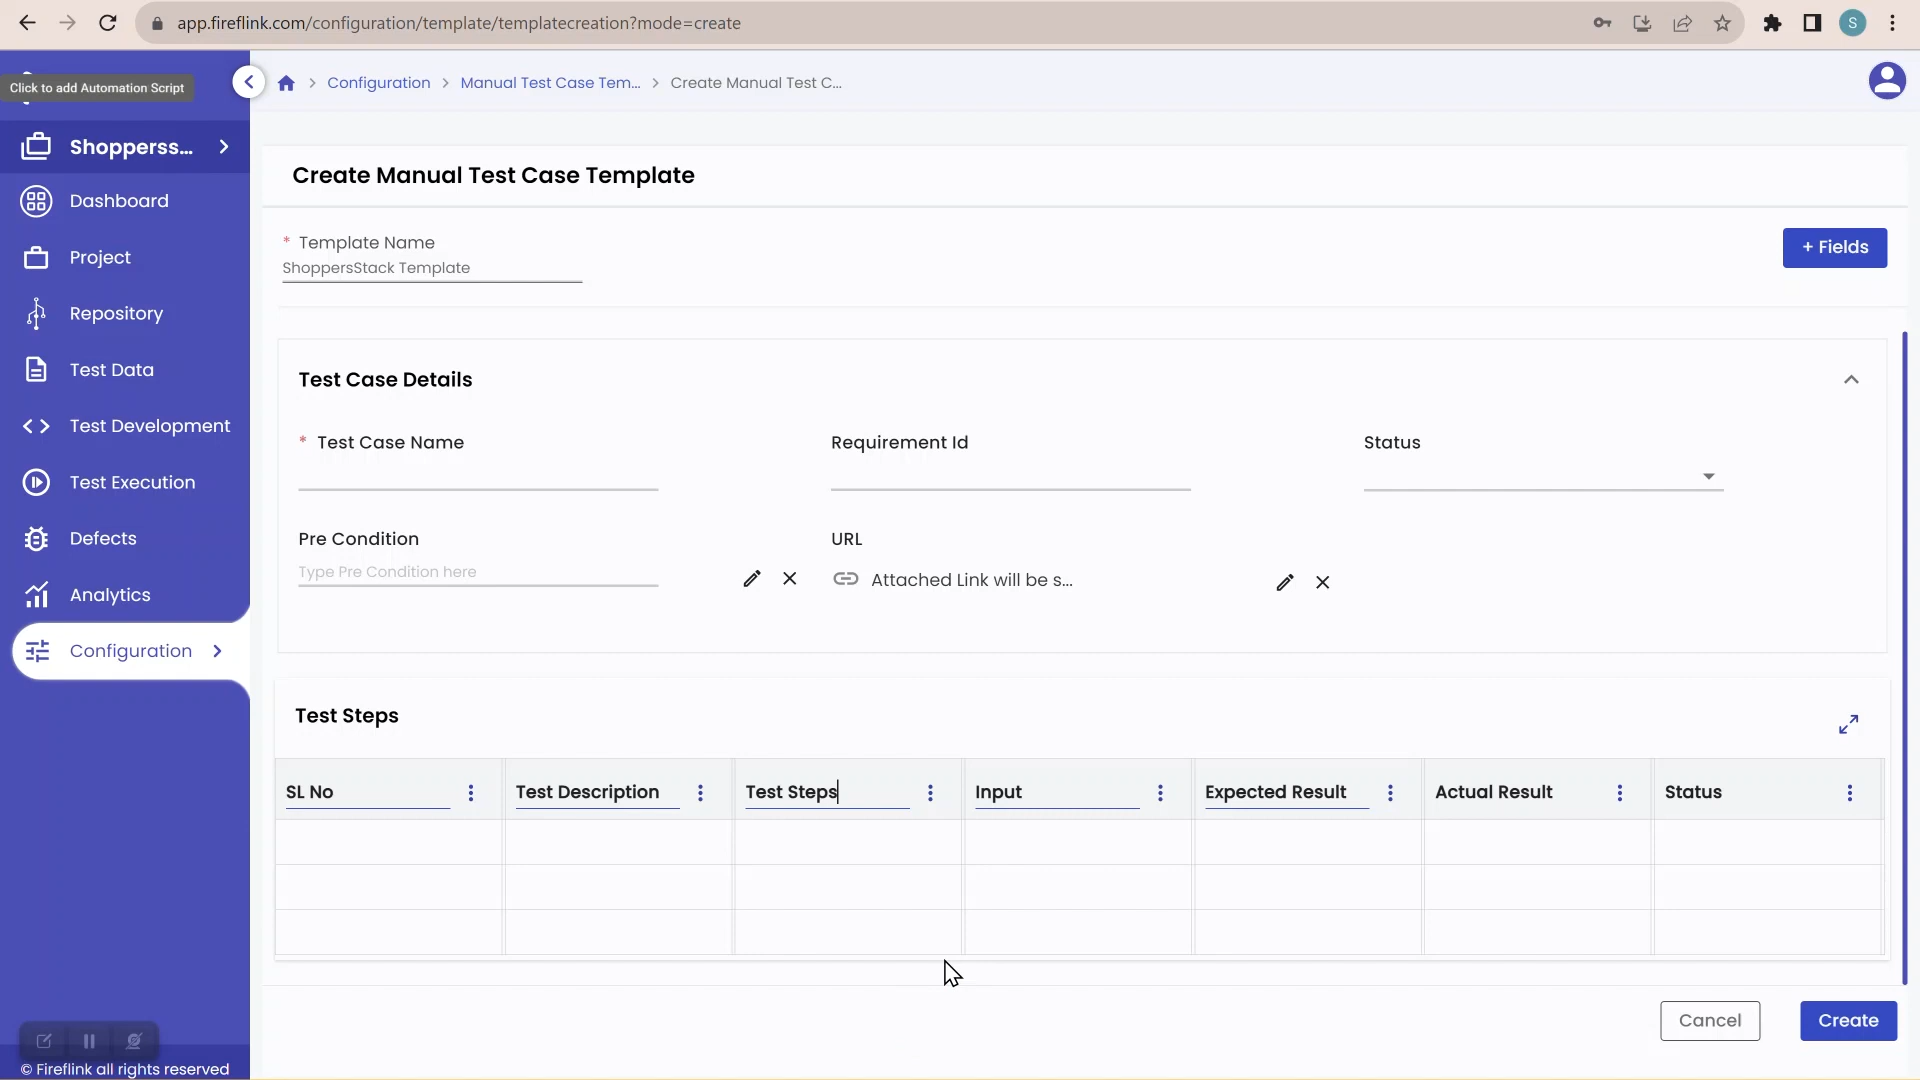 app.fireflink.com/configuration/template/templatecreation?mode=create
S
Click to add Automation Script
Configuration
Manual Test Case Tem...
Create Manual Test C...
Shopperss...
Dashboard
Project
Repository
Test Data
Test Development
Test Execution
Defects
Analytics
Configuration
© Fireflink all rights reserved
Create Manual Test Case Template
* Template Name
ShoppersStack Template
+ Fields
Test Case Details
* Test Case Name
Requirement Id
Status
Pre Condition
Type Pre Condition here
URL
Attached Link will be s...
Test Steps
SL No
Test Description
Test Steps
Input
Expected Result
Actual Result
Status
Cancel
Create